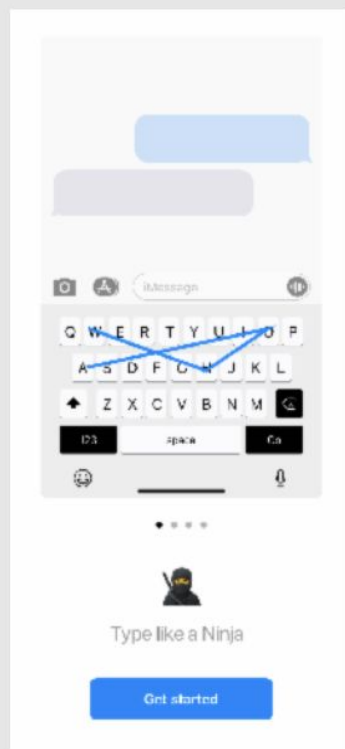 iMessage
Q W E R T Y U I O P
A S D F G H J K L
Z X C V B N M
123 space Go
Type like a Ninja
Get started